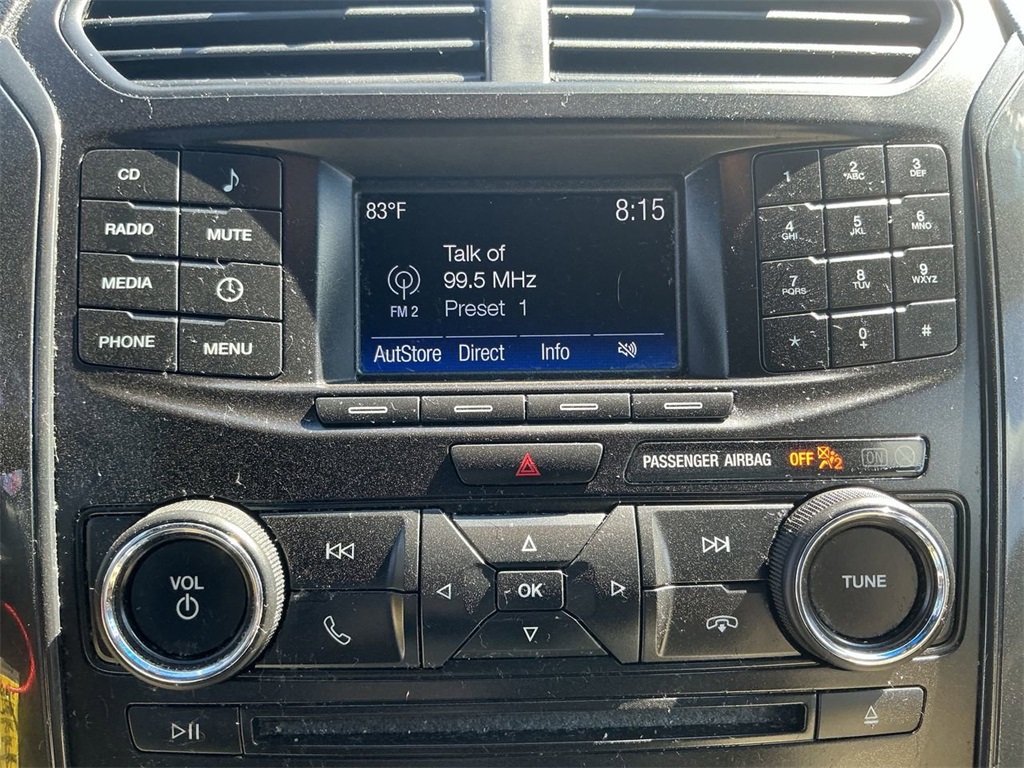 CD
RADIO
MUTE
MEDIA
PHONE
MENU
83°F
8:15
Talk of
99.5 MHz
FM 2
Preset 1
AutStore Direct Info
1
2
*ABC
3
DEF
4
GHI
5
JKL
6
MNO
7
PQRS
8
TUV
9
WXYZ
*
0
+
#
PASSENGER AIRBAG OFF 2 ON
VOL
OK
TUNE